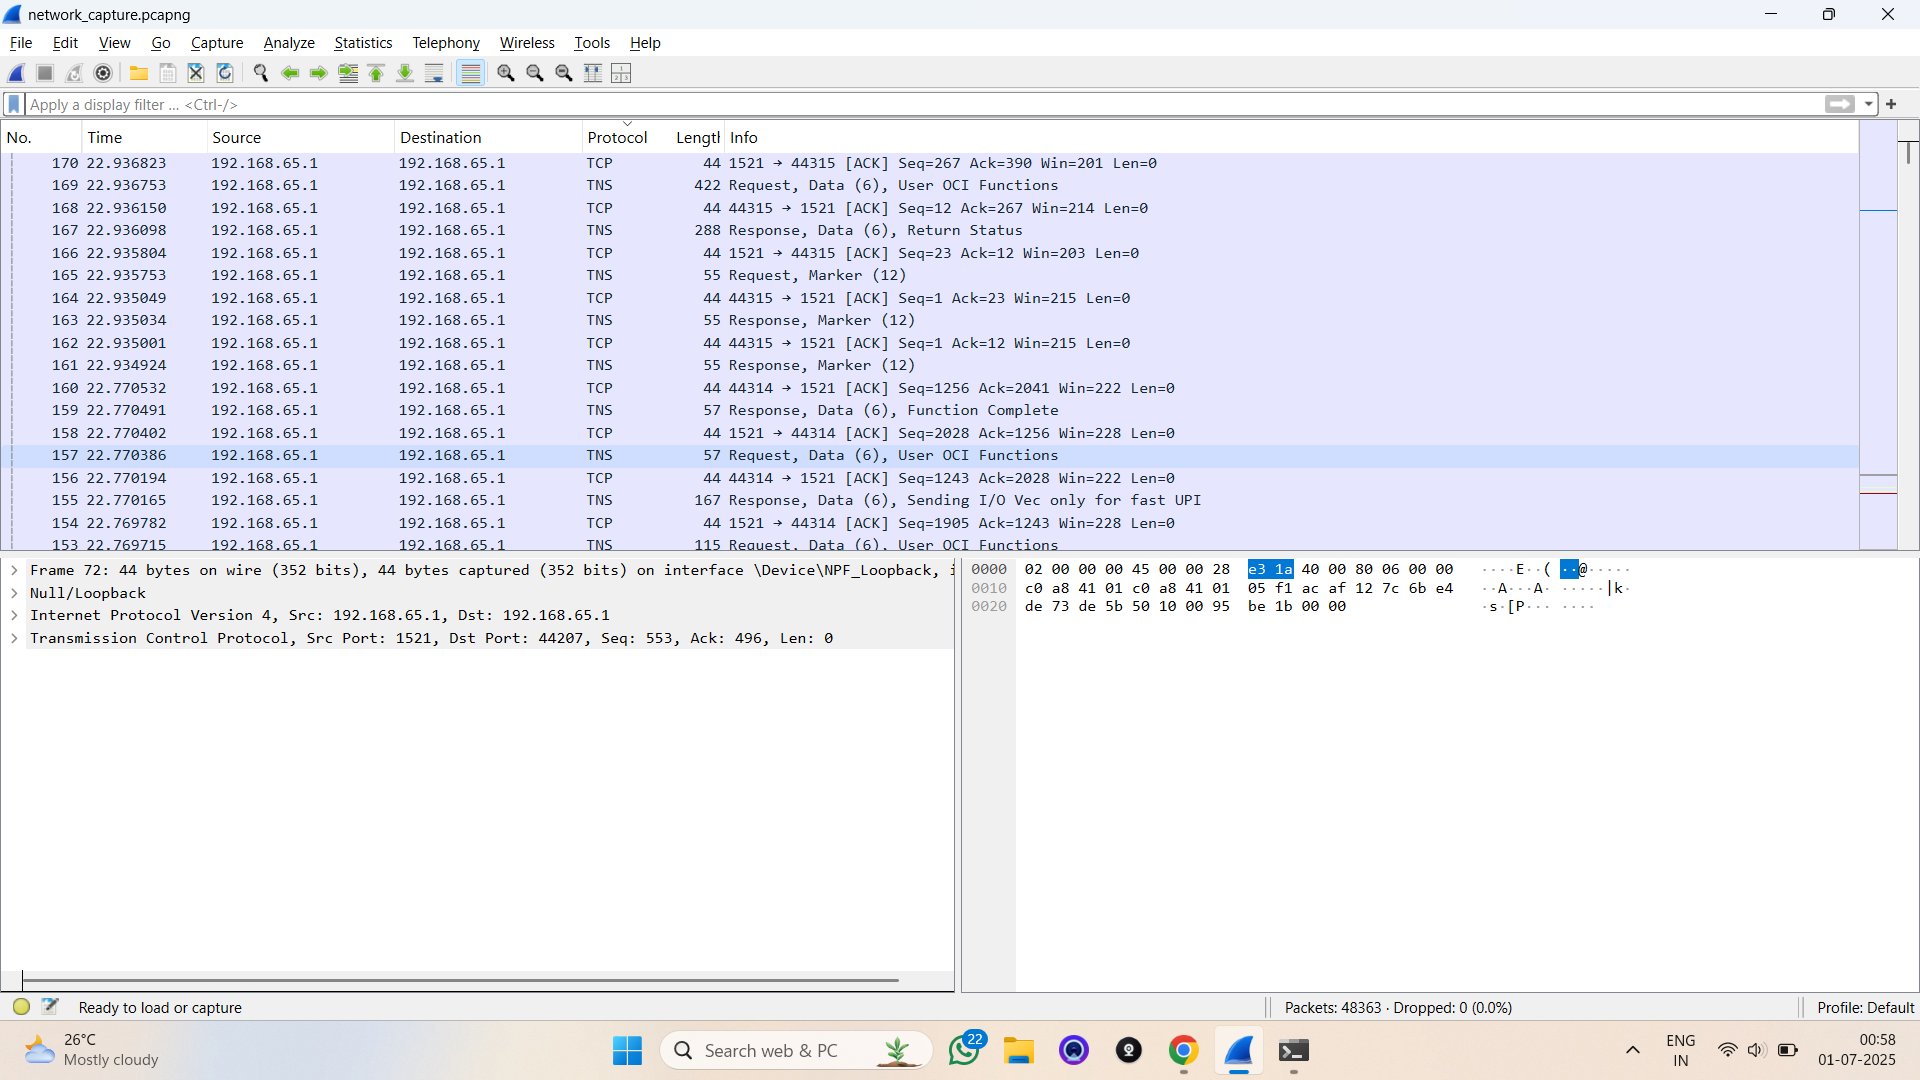 network_capture.pcapng
File Edit View Go Capture Analyze Statistics Telephony Wireless Tools Help
Apply a display filter ... <Ctrl-/>
No. Time Source Destination Protocol Lengtl Info
170 22.936823 192.168.65.1 192.168.65.1 TCP 44 1521 → 44315 [ACK] Seq=267 Ack=390 Win=201 Len=0
169 22.936753 192.168.65.1 192.168.65.1 TNS 422 Request, Data (6), User OCI Functions
168 22.936150 192.168.65.1 192.168.65.1 TCP 44 44315 → 1521 [ACK] Seq=12 Ack=267 Win=214 Len=0
167 22.936098 192.168.65.1 192.168.65.1 TNS 288 Response, Data (6), Return Status
166 22.935804 192.168.65.1 192.168.65.1 TCP 44 1521 → 44315 [ACK] Seq=23 Ack=12 Win=203 Len=0
165 22.935753 192.168.65.1 192.168.65.1 TNS 55 Request, Marker (12)
164 22.935049 192.168.65.1 192.168.65.1 TCP 44 44315 → 1521 [ACK] Seq=1 Ack=23 Win=215 Len=0
163 22.935034 192.168.65.1 192.168.65.1 TNS 55 Response, Marker (12)
162 22.935001 192.168.65.1 192.168.65.1 TCP 44 44315 → 1521 [ACK] Seq=1 Ack=12 Win=215 Len=0
161 22.934924 192.168.65.1 192.168.65.1 TNS 55 Response, Marker (12)
160 22.770532 192.168.65.1 192.168.65.1 TCP 44 44314 → 1521 [ACK] Seq=1256 Ack=2041 Win=222 Len=0
159 22.770491 192.168.65.1 192.168.65.1 TNS 57 Response, Data (6), Function Complete
158 22.770402 192.168.65.1 192.168.65.1 TCP 44 1521 → 44314 [ACK] Seq=2028 Ack=1256 Win=228 Len=0
157 22.770386 192.168.65.1 192.168.65.1 TNS 57 Request, Data (6), User OCI Functions
156 22.770194 192.168.65.1 192.168.65.1 TCP 44 44314 → 1521 [ACK] Seq=1243 Ack=2028 Win=222 Len=0
155 22.770165 192.168.65.1 192.168.65.1 TNS 167 Response, Data (6), Sending I/O Vec only for fast UPI
154 22.769782 192.168.65.1 192.168.65.1 TCP 44 1521 → 44314 [ACK] Seq=1905 Ack=1243 Win=228 Len=0
153 22.769715 192.168.65.1 192.168.65.1 TNS 115 Request, Data (6), User OCI Functions
Frame 72: 44 bytes on wire (352 bits), 44 bytes captured (352 bits) on interface \Device\NPF_Loopback, i
Null/Loopback
Internet Protocol Version 4, Src: 192.168.65.1, Dst: 192.168.65.1
Transmission Control Protocol, Src Port: 1521, Dst Port: 44207, Seq: 553, Ack: 496, Len: 0
0000 02 00 00 00 45 00 00 28 e3 1a 40 00 80 06 00 00 ····E··( ··@·····
0010 c0 a8 41 01 c0 a8 41 01 05 f1 ac af 12 7c 6b e4 ··A···A· ·····|k·
0020 de 73 de 5b 50 10 00 95 be 1b 00 00 ·s·[P··· ····
Ready to load or capture
Packets: 48363 · Dropped: 0 (0.0%)
Profile: Default
26°C
Mostly cloudy
Search web & PC
22
ENG
IN
00:58
01-07-2025